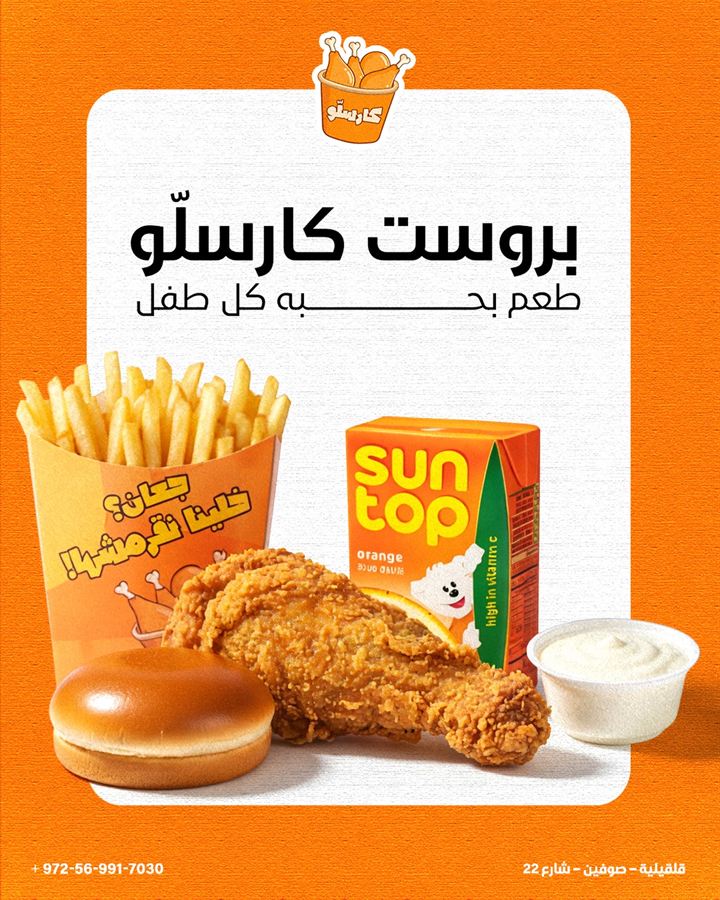 كارسلّو
بروست كارسلّو
طعم بحـــــــــبه كل طفل
جعان؟
خلينا نقرمشها!
sun
top
orange
high in vitamin c
+ 972-56-991-7030
قلقيلية – صوفين – شارع 22